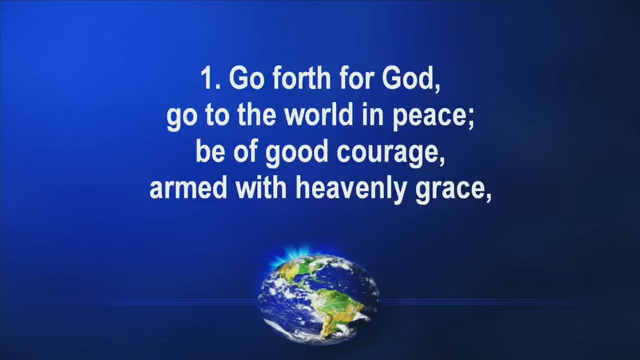 1. Go forth for God,
go to the world in peace;
be of good courage,
armed with heavenly grace,